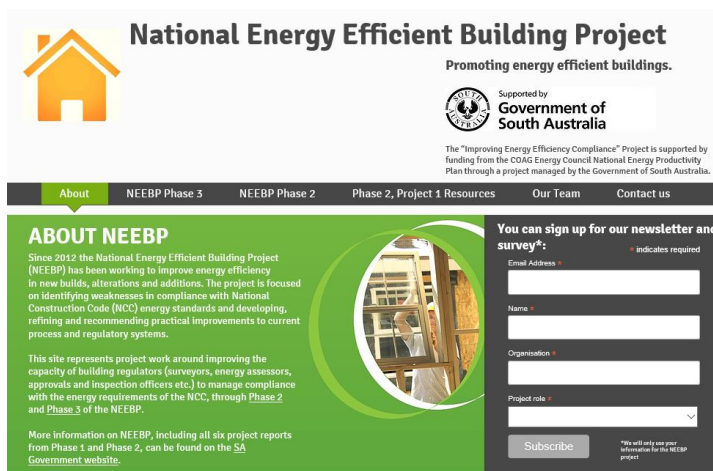 National Energy Efficient Building Project
Promoting energy efficient buildings.
SOUTH AUSTRALIA
Supported by
Government of
South Australia
The "Improving Energy Efficiency Compliance" Project is supported by
funding from the COAG Energy Council National Energy Productivity
Plan through a project managed by the Government of South Australia.
About NEEBP Phase 3 NEEBP Phase 2 Phase 2, Project 1 Resources Our Team Contact us
ABOUT NEEBP
Since 2012 the National Energy Efficient Building Project
(NEEBP) has been working to improve energy efficiency
in new builds, alterations and additions. The project is focused
on identifying weaknesses in compliance with National
Construction Code (NCC) energy standards and developing,
refining and recommending practical improvements to current
process and regulatory systems.
This site represents project work around improving the
capacity of building regulators (surveyors, energy assessors,
approvals and inspection officers etc.) to manage compliance
with the energy requirements of the NCC, through Phase 2
and Phase 3 of the NEEBP.
More information on NEEBP, including all six project reports
from Phase 1 and Phase 2, can be found on the SA
Government website.
You can sign up for our newsletter and
survey*:
* indicates required
Email Address *
Name *
Organisation *
Project role *
Subscribe
*We will only use your
information for the NEEBP
project